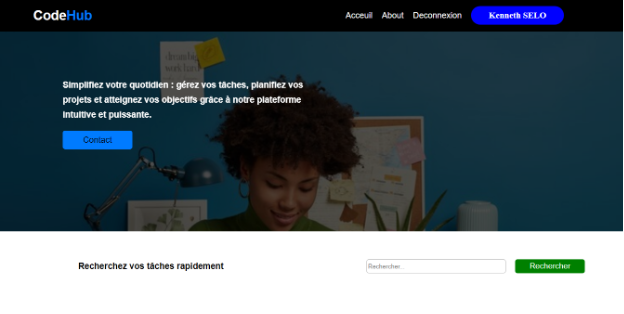 CodeHub
Acceuil About Deconnexion Kenneth SELO
Simplifiez votre quotidien : gérez vos tâches, planifiez vos
projets et atteignez vos objectifs grâce à notre plateforme
intuitive et puissante.
Contact
Recherchez vos tâches rapidement
Rechercher...
Rechercher